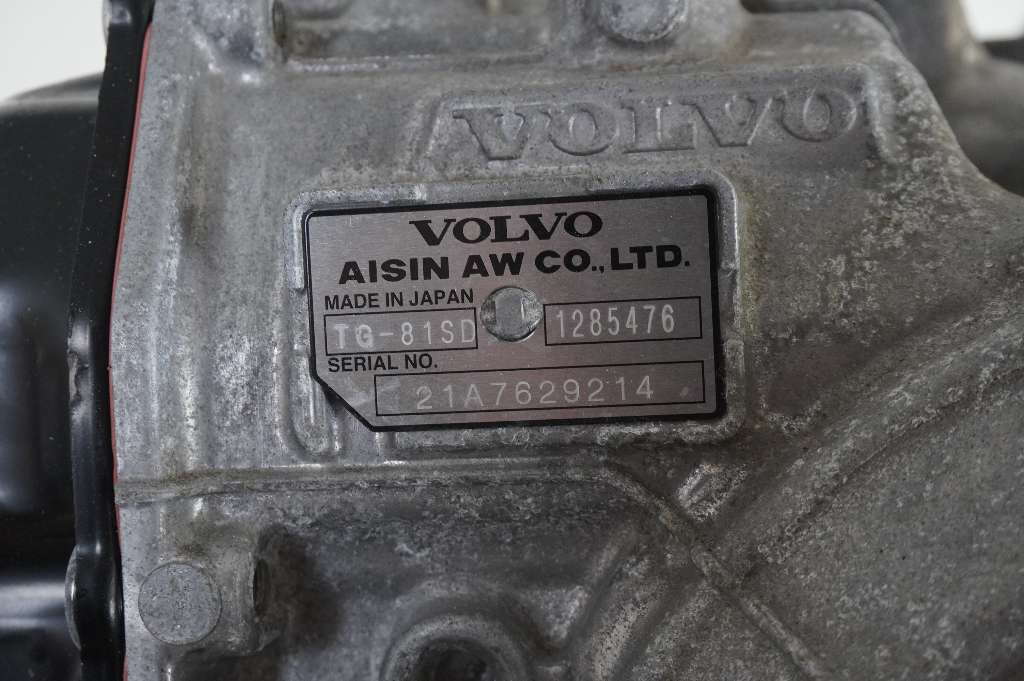 VOLVO
VOLVO
AISIN AW CO., LTD.
MADE IN JAPAN
TG-81SD 1285476
SERIAL NO.
21A7629214